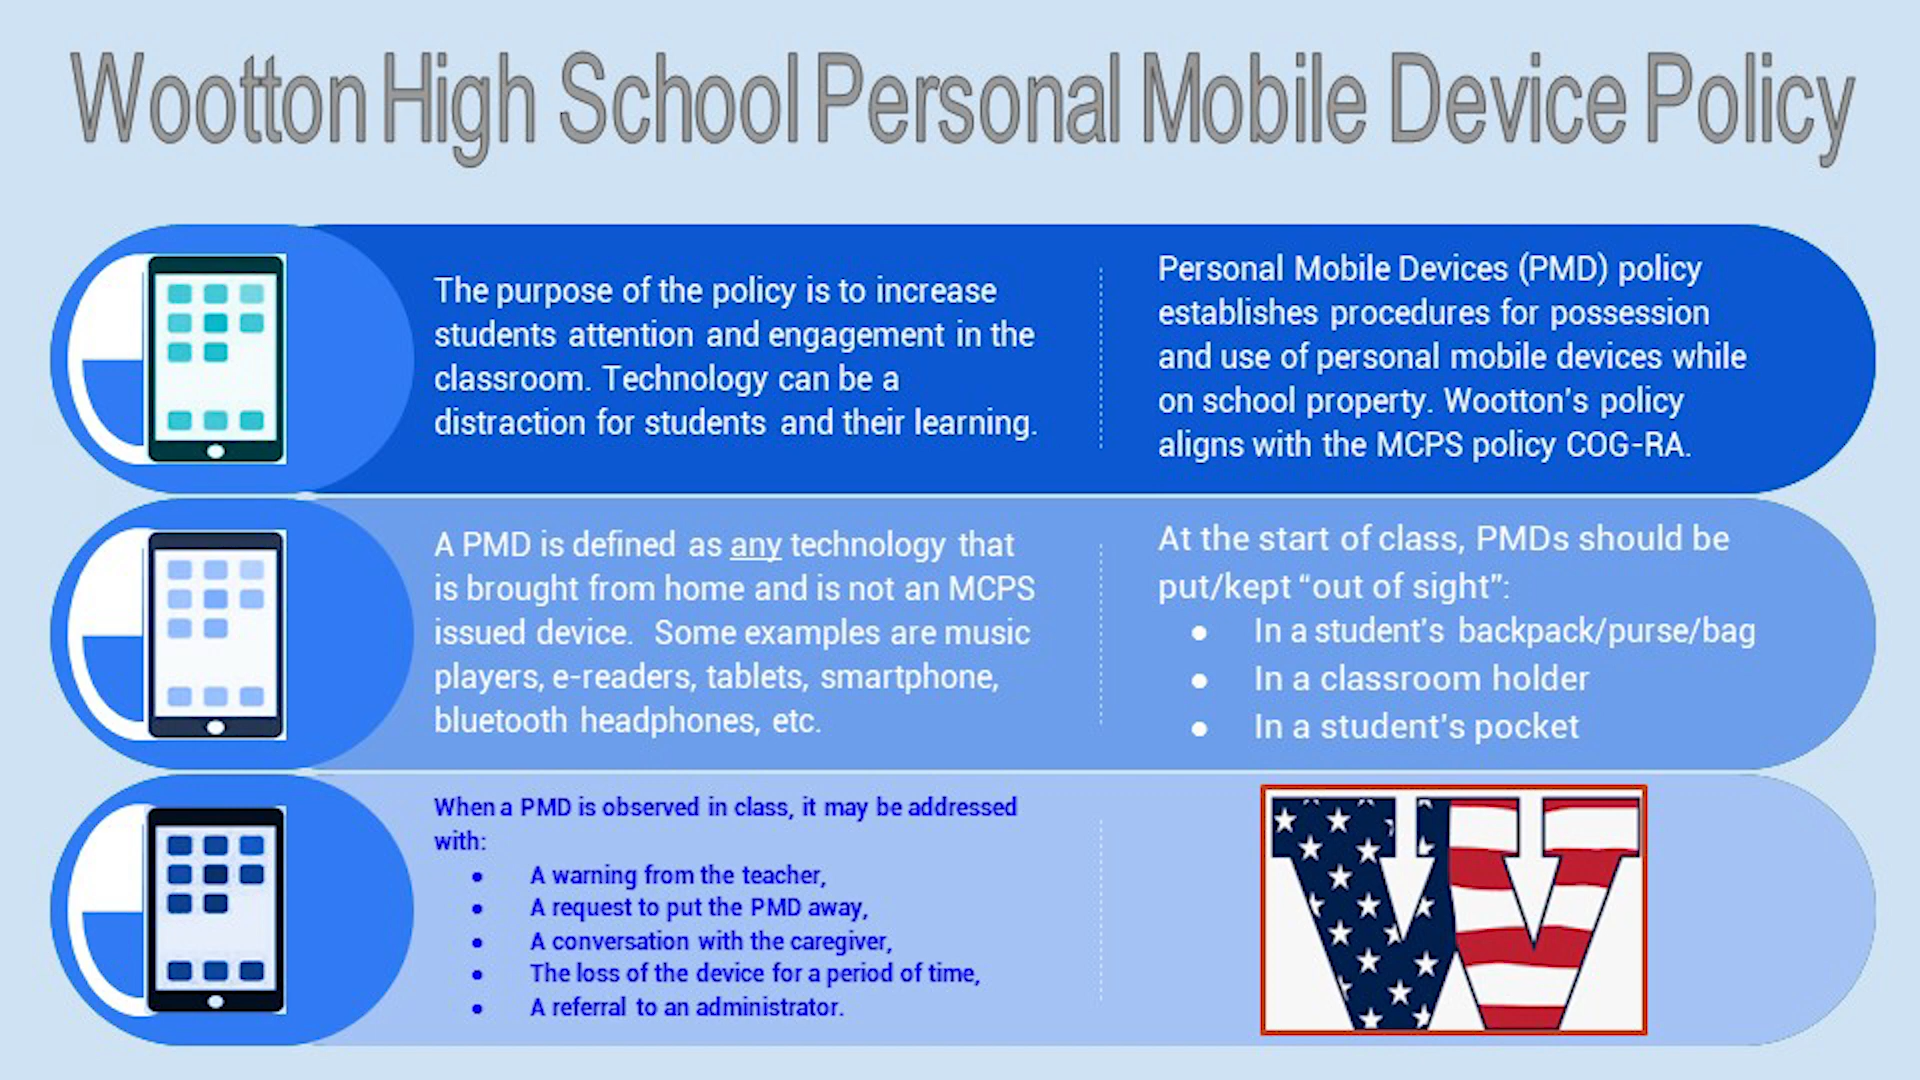 Wootton High School Personal Mobile Device Policy
The purpose of the policy is to increase
students attention and engagement in the
classroom. Technology can be a
distraction for students and their learning.
Personal Mobile Devices (PMD) policy
establishes procedures for possession
and use of personal mobile devices while
on school property. Wootton's policy
aligns with the MCPS policy COG-RA.
A PMD is defined as any technology that
is brought from home and is not an MCPS
issued device. Some examples are music
players, e-readers, tablets, smartphone,
bluetooth headphones, etc.
At the start of class, PMDs should be
put/kept “out of sight”:
● In a student's backpack/purse/bag
● In a classroom holder
● In a student's pocket
When a PMD is observed in class, it may be addressed
with:
● A warning from the teacher,
● A request to put the PMD away,
● A conversation with the caregiver,
● The loss of the device for a period of time,
● A referral to an administrator.
W